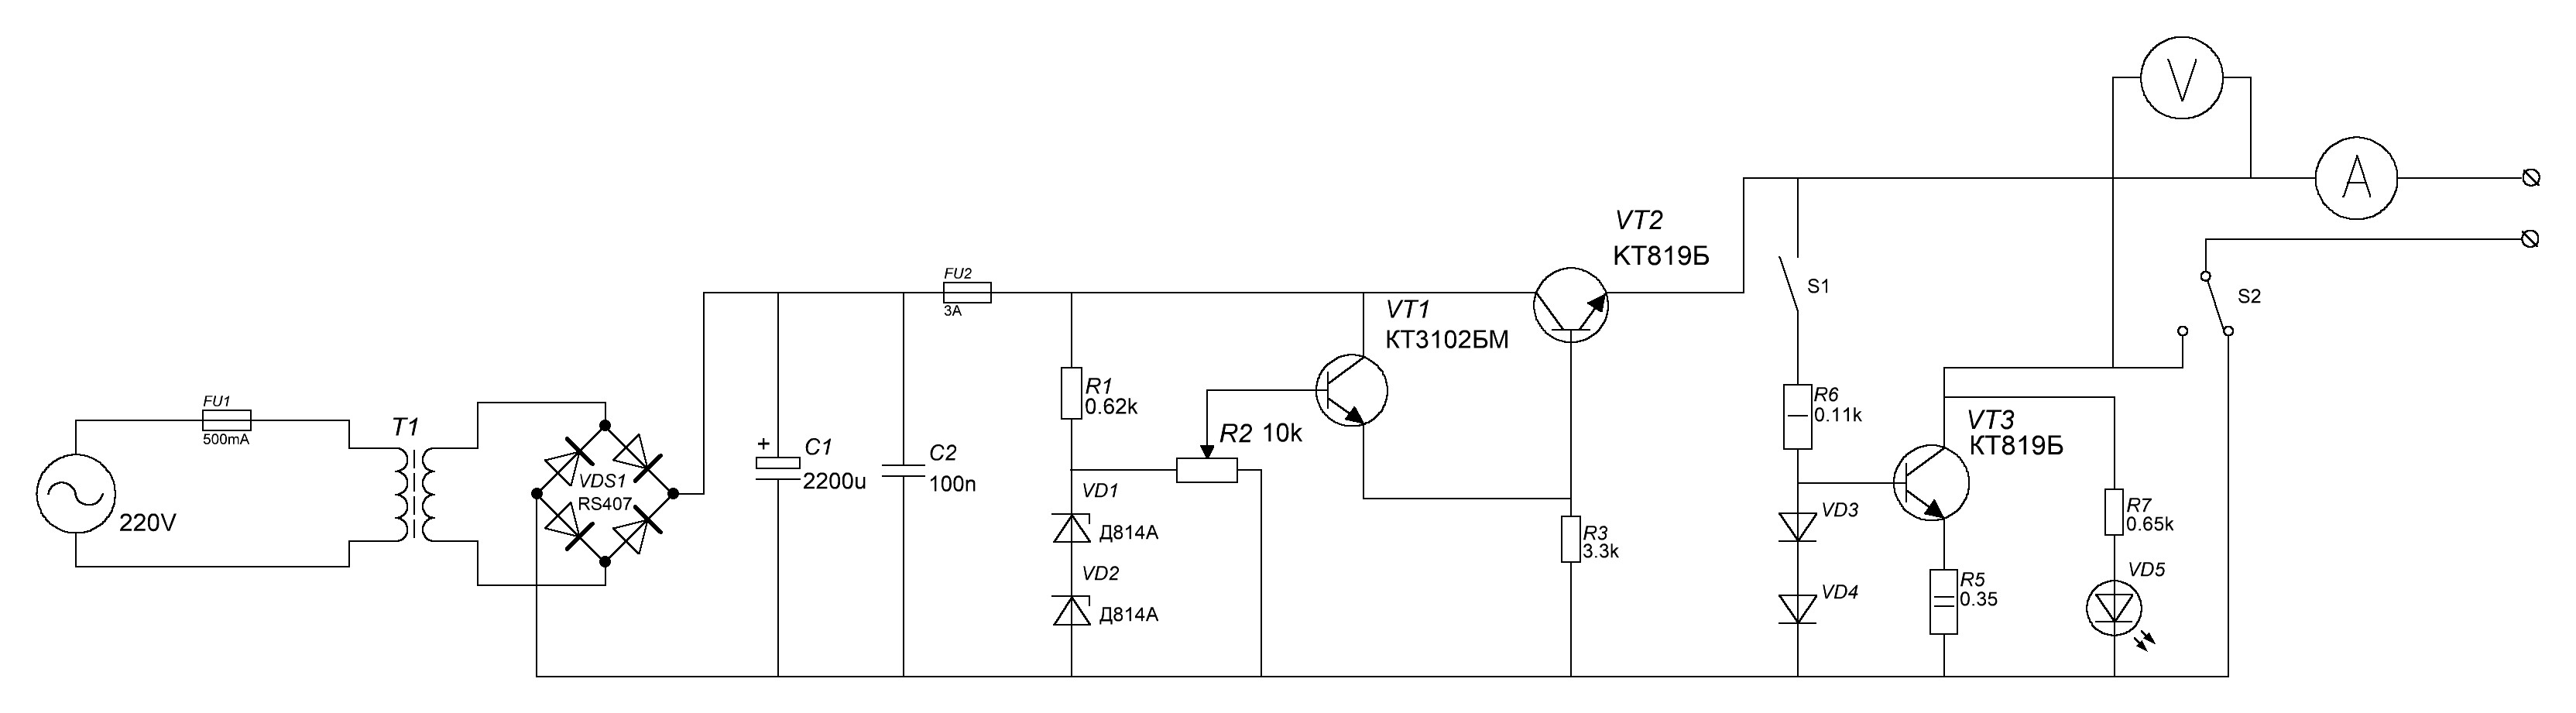 V
A
VT2
КТ819Б
FU2
3A
S1
S2
VT1
КТ3102БМ
FU1
500mA
T1
220V
VDS1
RS407
+
C1
2200u
C2
100n
R1
0.62k
R2 10k
VD1
Д814А
VD2
Д814А
R3
3.3k
R6
0.11k
VT3
КТ819Б
VD3
VD4
R5
0.35
R7
0.65k
VD5